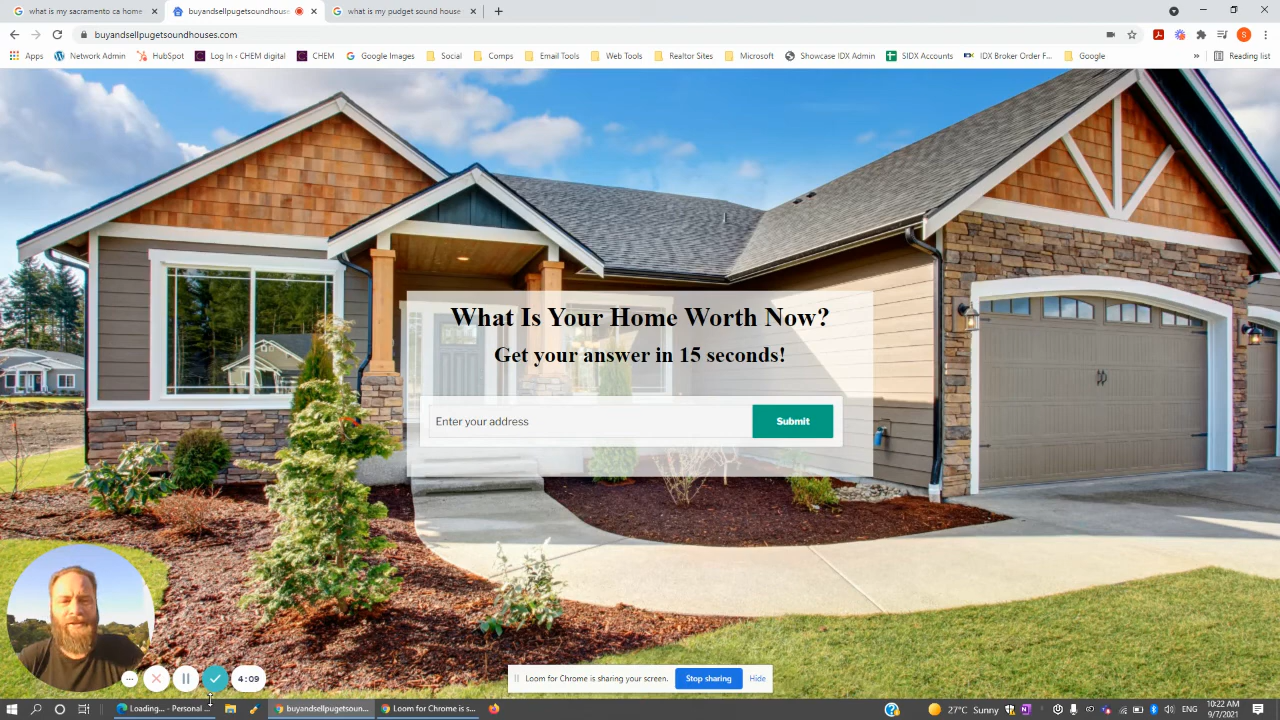 what is my sacramento ca home
buyandsellpugetsoundhouse
what is my pudget sound house
buyandsellpugetsoundhouses.com
Apps
Network Admin
HubSpot
Log In ‹ CHEM digital
CHEM
Google Images
Social
Comps
Email Tools
Web Tools
Realtor Sites
Microsoft
Showcase IDX Admin
SIDX Accounts
IDX Broker Order F...
Google
»
Reading list
What Is Your Home Worth Now?
Get your answer in 15 seconds!
Enter your address
Submit
4:09
Loom for Chrome is sharing your screen.
Stop sharing
Hide
Loading... - Personal ...
buyandsellpugetsoun...
Loom for Chrome is s...
27°C Sunny
ENG
10:22 AM
9/7/2021